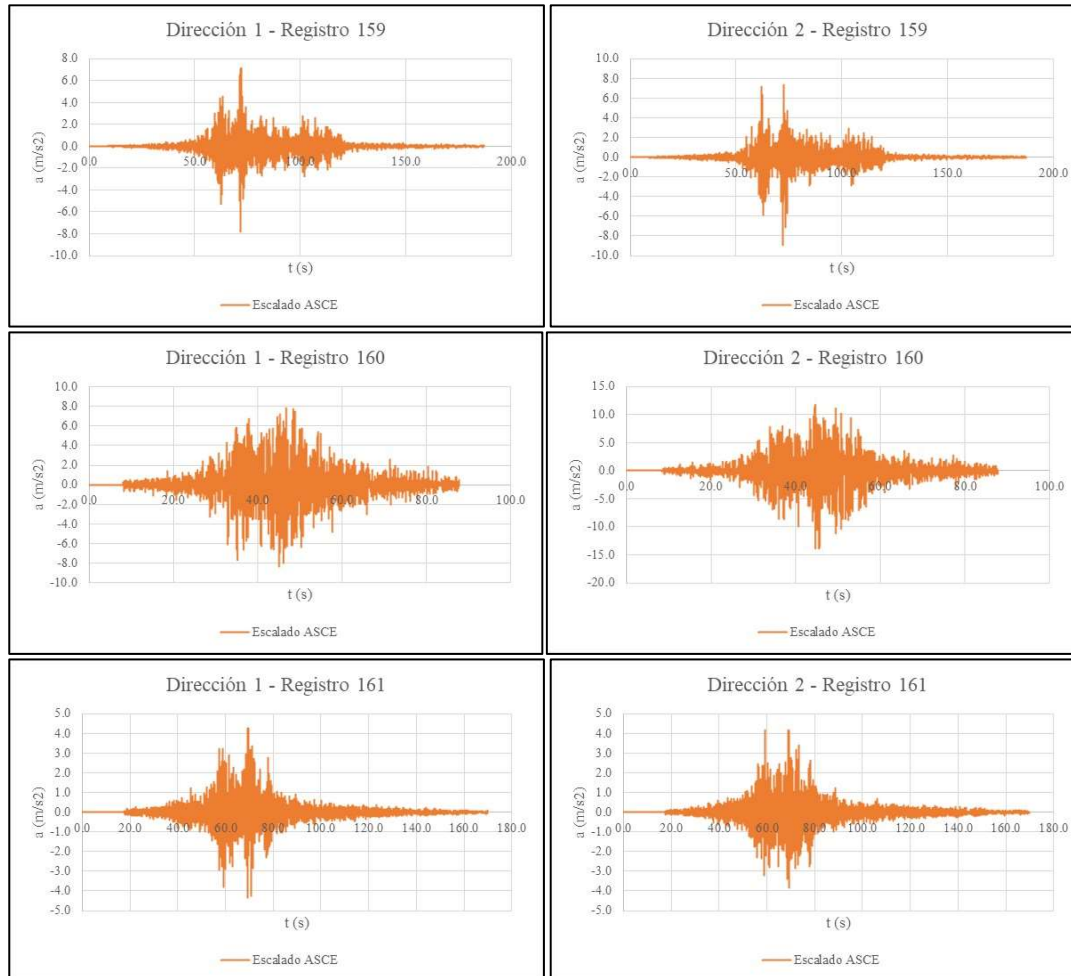 Dirección 1 - Registro 159
8.0
6.0
4.0
2.0
0.0
-2.0
-4.0
-6.0
-8.0
-10.0
a (m/s2)
0.0 50.0 100.0 150.0 200.0
t (s)
Escalado ASCE
Dirección 2 - Registro 159
10.0
8.0
6.0
4.0
2.0
0.0
-2.0
-4.0
-6.0
-8.0
-10.0
a (m/s2)
0.0 50.0 100.0 150.0 200.0
t (s)
Escalado ASCE
Dirección 1 - Registro 160
10.0
8.0
6.0
4.0
2.0
0.0
-2.0
-4.0
-6.0
-8.0
-10.0
a (m/s2)
0.0 20.0 40.0 60.0 80.0 100.0
t (s)
Escalado ASCE
Dirección 2 - Registro 160
15.0
10.0
5.0
0.0
-5.0
-10.0
-15.0
-20.0
a (m/s2)
0.0 20.0 40.0 60.0 80.0 100.0
t (s)
Escalado ASCE
Dirección 1 - Registro 161
5.0
4.0
3.0
2.0
1.0
0.0
-1.0
-2.0
-3.0
-4.0
-5.0
a (m/s2)
0.0 20.0 40.0 60.0 80.0 100.0 120.0 140.0 160.0 180.0
t (s)
Escalado ASCE
Dirección 2 - Registro 161
5.0
4.0
3.0
2.0
1.0
0.0
-1.0
-2.0
-3.0
-4.0
-5.0
a (m/s2)
0.0 20.0 40.0 60.0 80.0 100.0 120.0 140.0 160.0 180.0
t (s)
Escalado ASCE